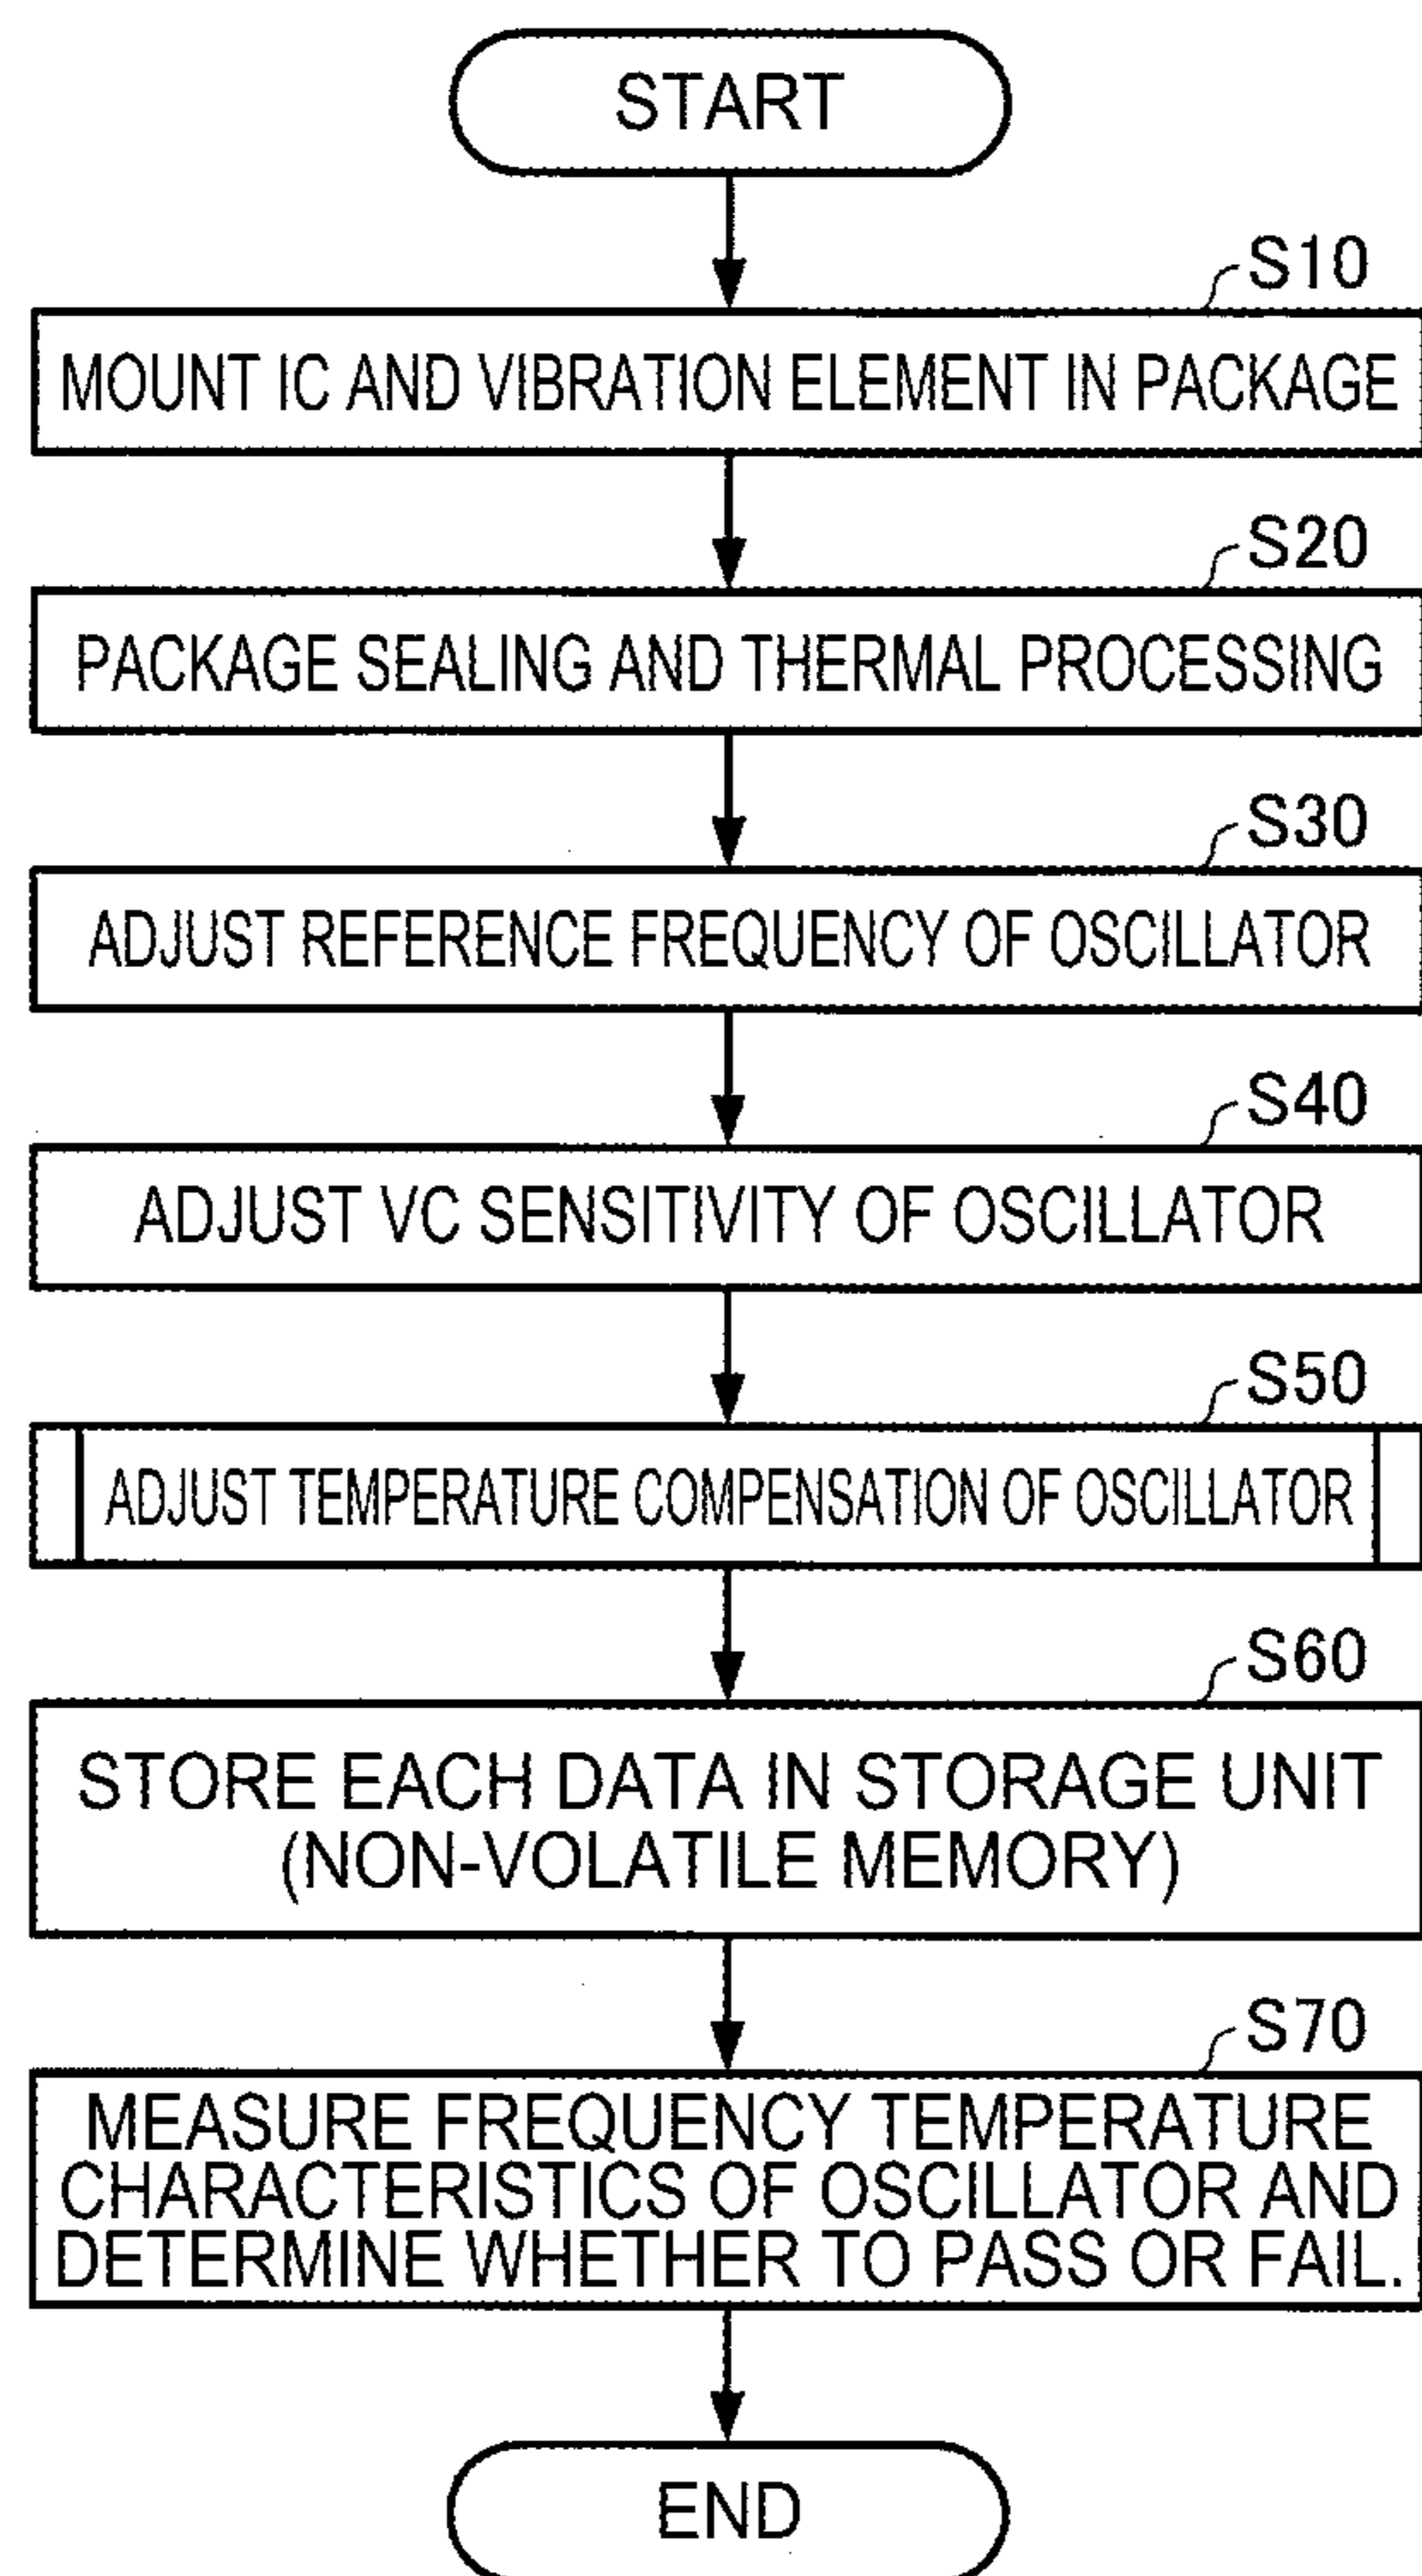 START
S10
MOUNT IC AND VIBRATION ELEMENT IN PACKAGE
S20
PACKAGE SEALING AND THERMAL PROCESSING
S30
ADJUST REFERENCE FREQUENCY OF OSCILLATOR
S40
ADJUST VC SENSITIVITY OF OSCILLATOR
S50
ADJUST TEMPERATURE COMPENSATION OF OSCILLATOR
S60
STORE EACH DATA IN STORAGE UNIT
(NON-VOLATILE MEMORY)
S70
MEASURE FREQUENCY TEMPERATURE
CHARACTERISTICS OF OSCILLATOR AND
DETERMINE WHETHER TO PASS OR FAIL.
END